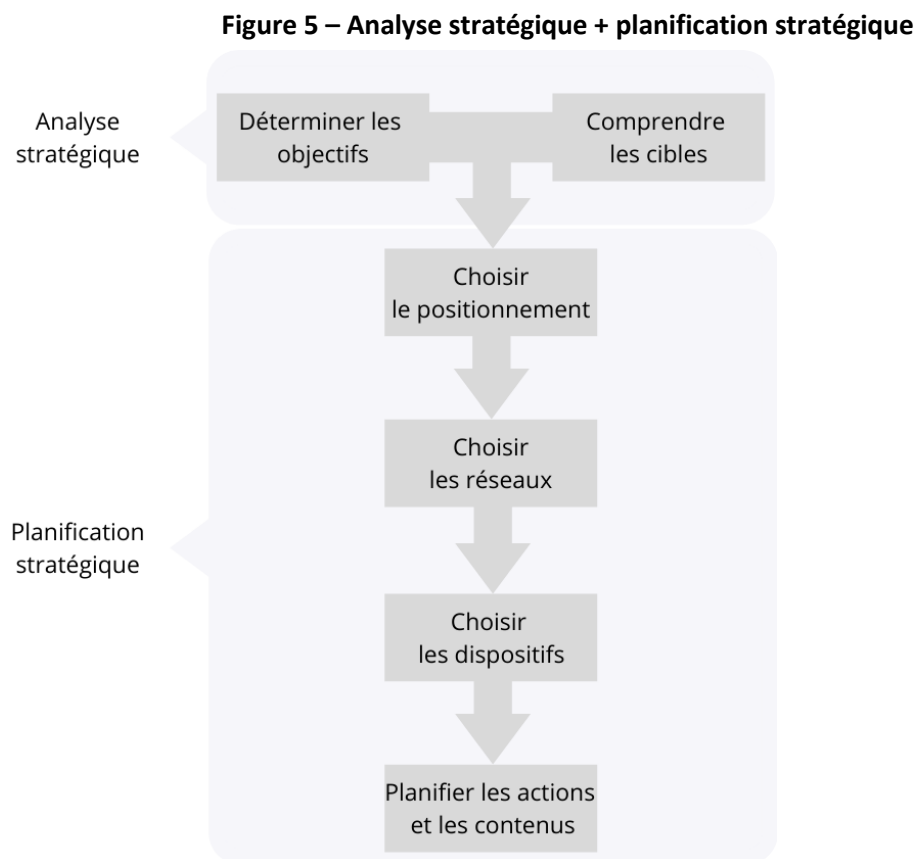 Figure 5 – Analyse stratégique + planification stratégique
Analyse
stratégique
Déterminer les
objectifs
Comprendre
les cibles
Choisir
le positionnement
Choisir
les réseaux
Planification
stratégique
Choisir
les dispositifs
Planifier les actions
et les contenus